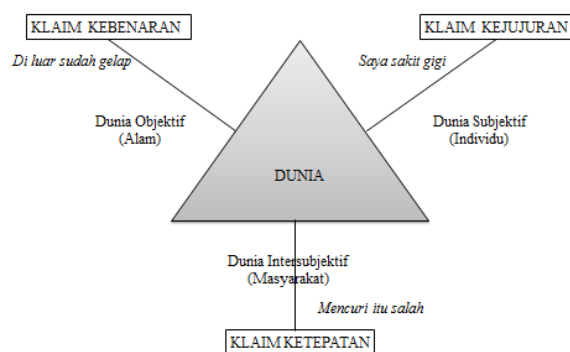 KLAIM KEBENARAN
KLAIM KEJUJURAN
Di luar sudah gelap
Saya sakit gigi
Dunia Objektif
(Alam)
Dunia Subjektif
(Individu)
DUNIA
Dunia Intersubjektif
(Masyarakat)
Mencuri itu salah
KLAIM KETEPATAN